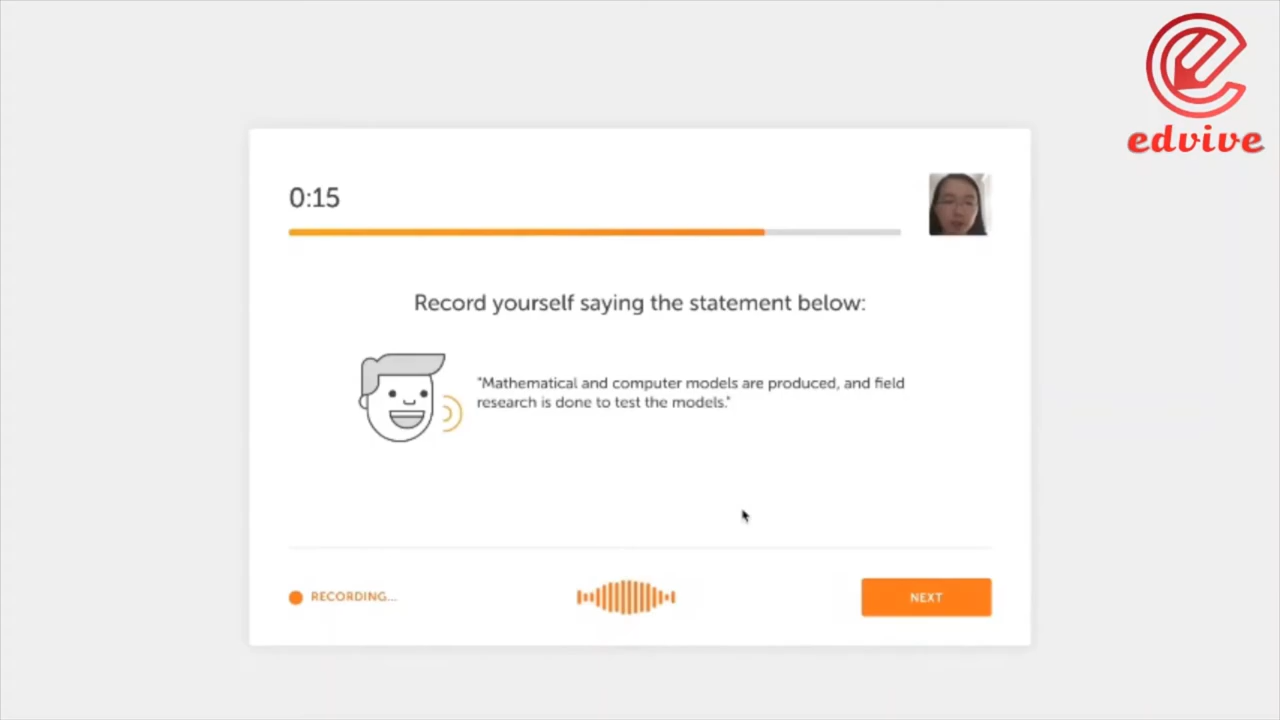 edvive
0:15
Record yourself saying the statement below:
"Mathematical and computer models are produced, and field
research is done to test the models."
RECORDING...
NEXT